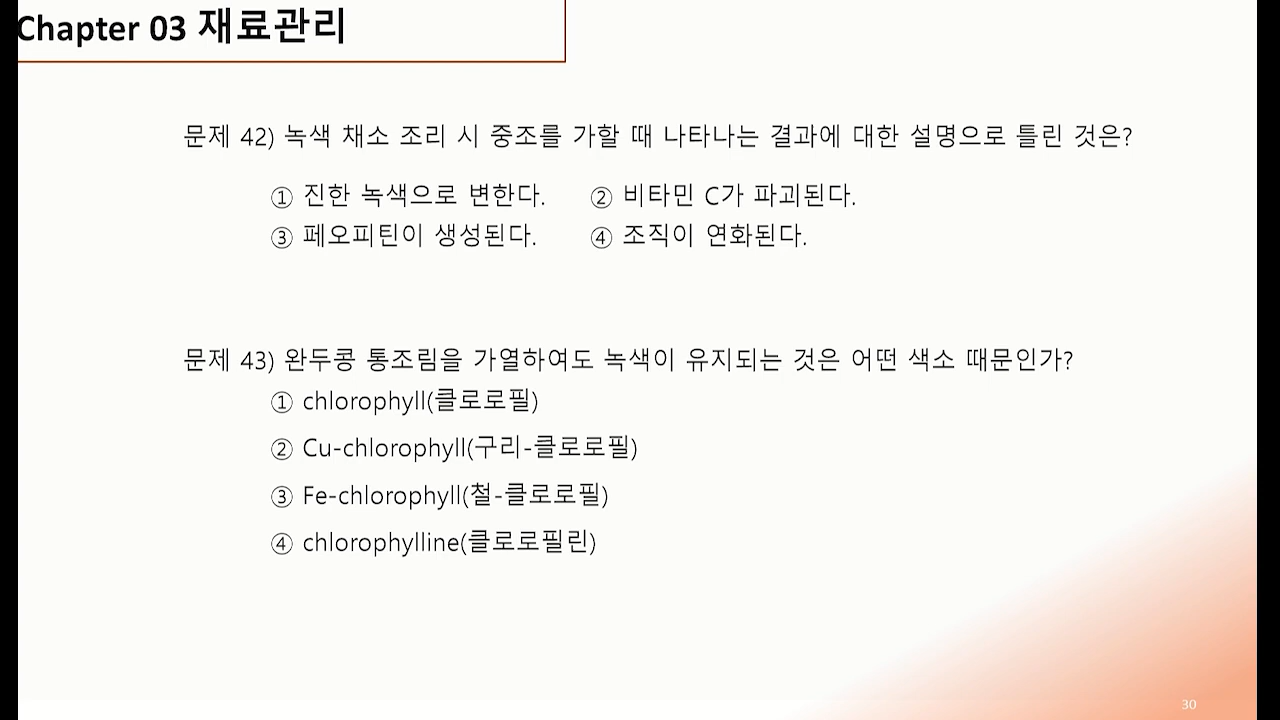 Chapter 03 재료관리
문제 42) 녹색 채소 조리 시 중조를 가할 때 나타나는 결과에 대한 설명으로 틀린 것은?
① 진한 녹색으로 변한다. ② 비타민 C가 파괴된다.
③ 페오피틴이 생성된다. ④ 조직이 연화된다.
문제 43) 완두콩 통조림을 가열하여도 녹색이 유지되는 것은 어떤 색소 때문인가?
① chlorophyll(클로로필)
② Cu-chlorophyll(구리-클로로필)
③ Fe-chlorophyll(철-클로로필)
④ chlorophylline(클로로필린)
30